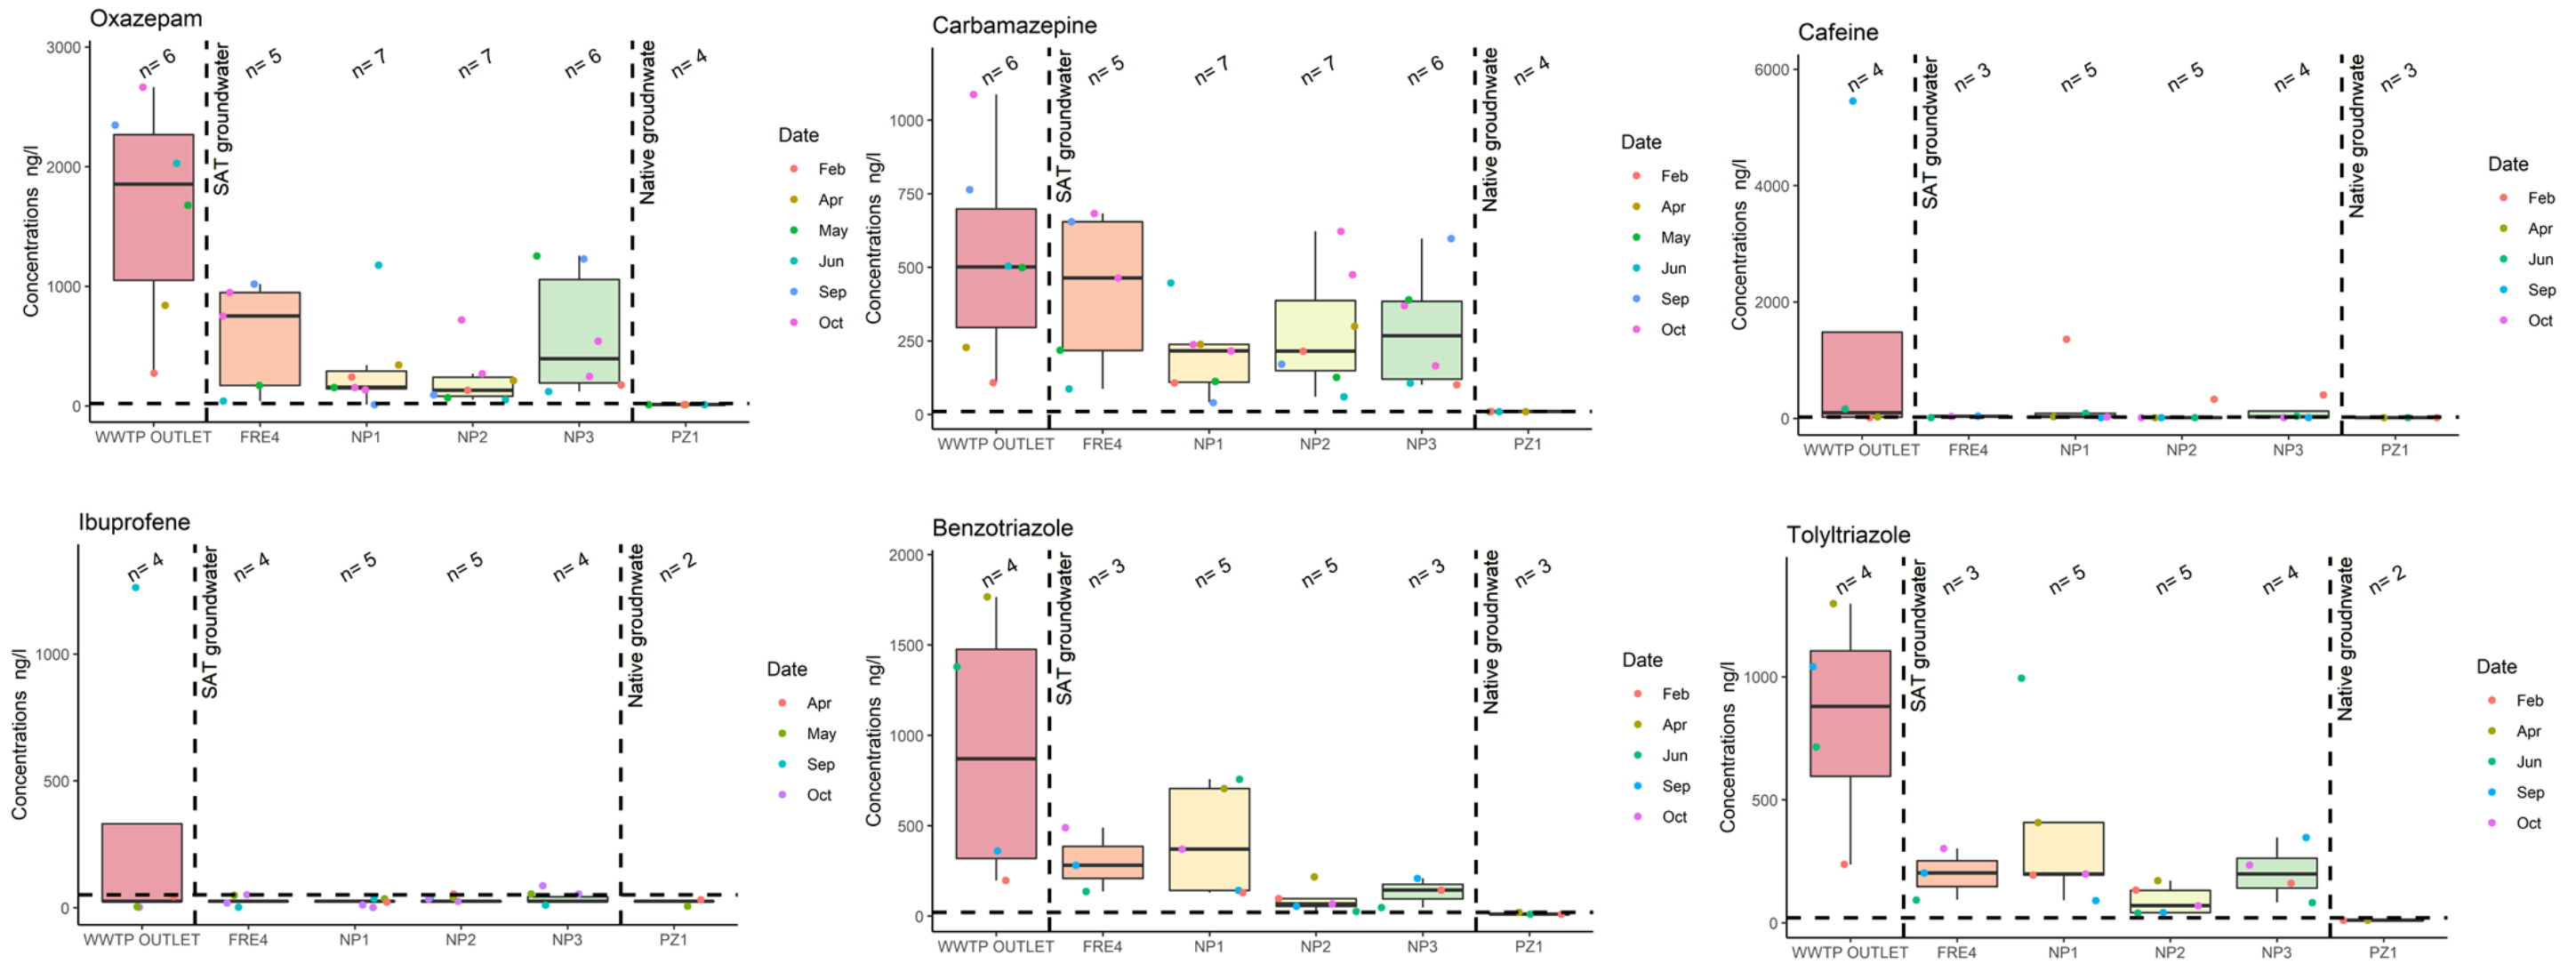 Oxazepam
3000
2000
1000
0
Concentrations ng/l
n= 6
n= 5
n= 7
n= 7
n= 6
n= 4
SAT groundwater
Native groudnwate
WWTP OUTLET
FRE4
NP1
NP2
NP3
PZ1
Date
Feb
Apr
May
Jun
Sep
Oct
Carbamazepine
1000
750
500
250
0
Concentrations ng/l
n= 6
n= 5
n= 7
n= 7
n= 6
n= 4
SAT groundwater
Native groudnwate
WWTP OUTLET
FRE4
NP1
NP2
NP3
PZ1
Date
Feb
Apr
May
Jun
Sep
Oct
Cafeine
6000
4000
2000
0
Concentrations ng/l
n= 4
n= 3
n= 5
n= 5
n= 4
n= 3
SAT groundwater
Native groudnwate
WWTP OUTLET
FRE4
NP1
NP2
NP3
PZ1
Date
Feb
Apr
Jun
Sep
Oct
Ibuprofene
1000
500
0
Concentrations ng/l
n= 4
n= 4
n= 5
n= 5
n= 4
n= 2
SAT groundwater
Native groudnwate
WWTP OUTLET
FRE4
NP1
NP2
NP3
PZ1
Date
Apr
May
Sep
Oct
Benzotriazole
2000
1500
1000
500
0
Concentrations ng/l
n= 4
n= 3
n= 5
n= 5
n= 3
n= 3
SAT groundwater
Native groudnwate
WWTP OUTLET
FRE4
NP1
NP2
NP3
PZ1
Date
Feb
Apr
Jun
Sep
Oct
Tolyltriazole
1000
500
0
Concentrations ng/l
n= 4
n= 3
n= 5
n= 5
n= 4
n= 2
SAT groundwater
Native groudnwate
WWTP OUTLET
FRE4
NP1
NP2
NP3
PZ1
Date
Feb
Apr
Jun
Sep
Oct